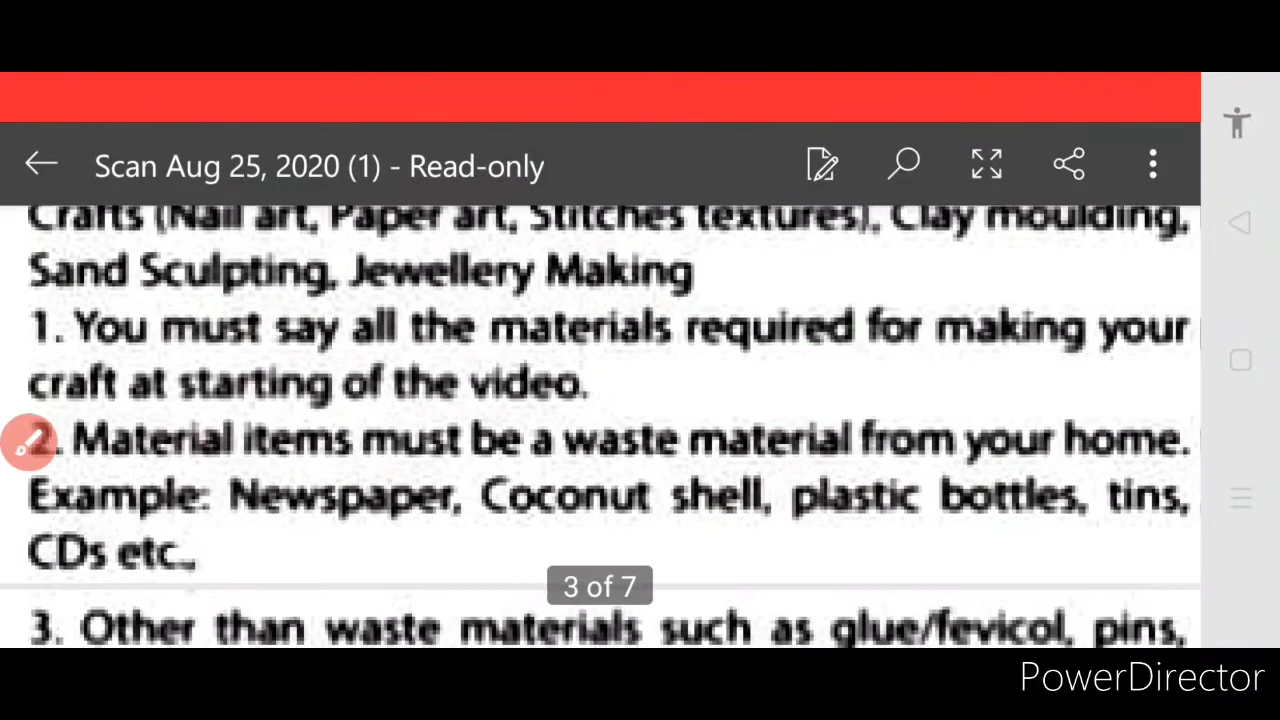 Scan Aug 25, 2020 (1) - Read-only
Crafts (Nail art, Paper art, Stitches textures), Clay moulding,
Sand Sculpting, Jewellery Making
1. You must say all the materials required for making your
craft at starting of the video.
2. Material items must be a waste material from your home.
Example: Newspaper, Coconut shell, plastic bottles, tins,
CDs etc.,
3 of 7
3. Other than waste materials such as glue/fevicol, pins,
PowerDirector